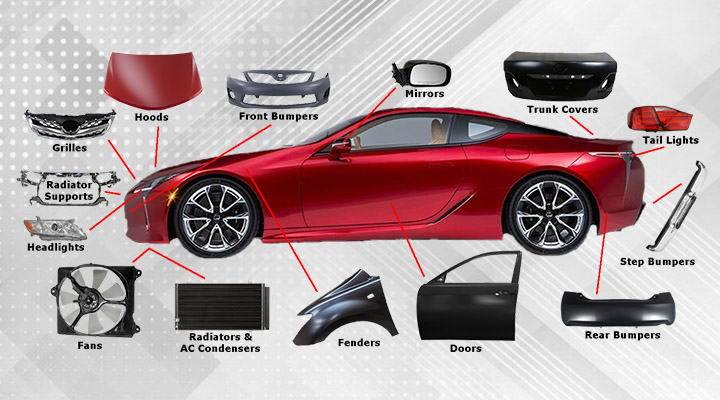 Mirrors
Hoods
Front Bumpers
Trunk Covers
Grilles
Tail Lights
Radiator
Supports
Headlights
Step Bumpers
Fans
Radiators &
AC Condensers
Fenders
Doors
Rear Bumpers